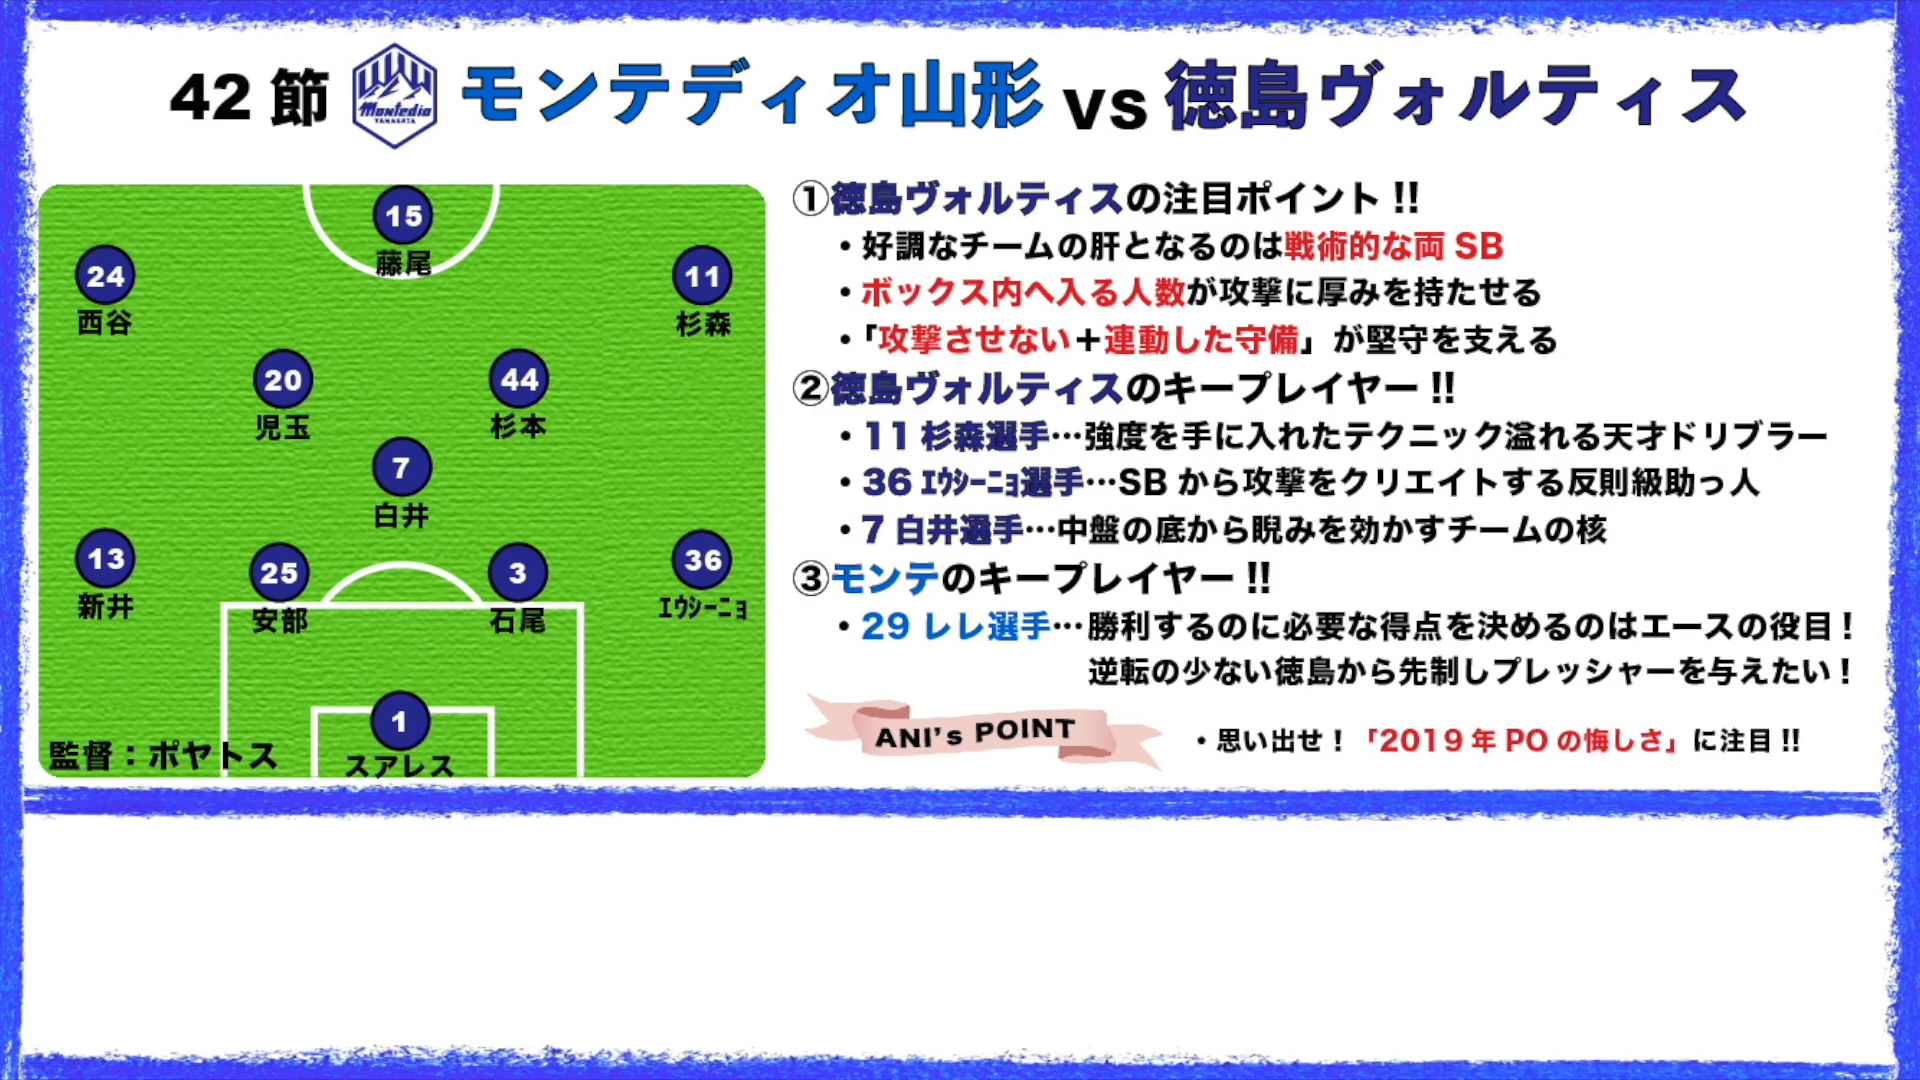 42 節 Montedio YAMAGATA モンテディオ山形 vs 徳島ヴォルティス
15
藤尾
24
西谷
11
杉森
20
児玉
44
杉本
7
白井
13
新井
25
安部
3
石尾
36
ｴｳｼｰﾆｮ
1
スアレス
監督：ポヤトス
①徳島ヴォルティスの注目ポイント !!
・好調なチームの肝となるのは戦術的な両 SB
・ボックス内へ入る人数が攻撃に厚みを持たせる
・「攻撃させない＋連動した守備」が堅守を支える
②徳島ヴォルティスのキープレイヤー !!
・11 杉森選手…強度を手に入れたテクニック溢れる天才ドリブラー
・36 ｴｳｼｰﾆｮ選手…SB から攻撃をクリエイトする反則級助っ人
・7 白井選手…中盤の底から睨みを効かすチームの核
③モンテのキープレイヤー !!
・29 レレ選手…勝利するのに必要な得点を決めるのはエースの役目！
逆転の少ない徳島から先制しプレッシャーを与えたい！
ANI's POINT
・思い出せ！「2019 年 PO の悔しさ」に注目 !!